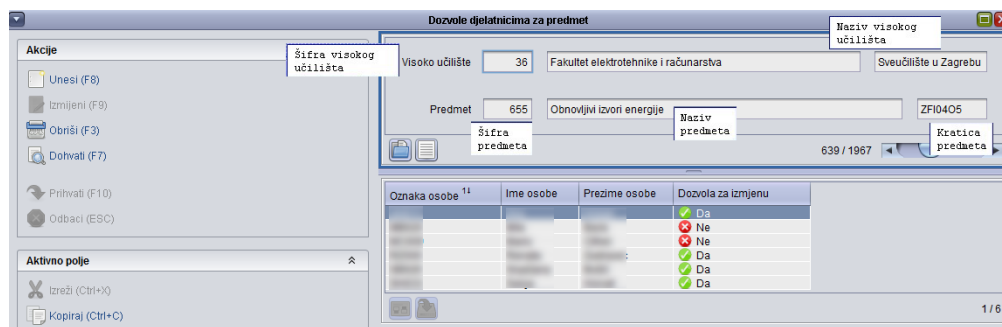 Dozvole djelatnicima za predmet
Akcije
Unesi (F8)
Izmijeni (F9)
Obriši (F3)
Dohvati (F7)
Prihvati (F10)
Odbaci (ESC)
Aktivno polje
Izreži (Ctrl+X)
Kopiraj (Ctrl+C)
Šifra visokog
učilišta
Naziv visokog
učilišta
Visoko učilište 36 Fakultet elektrotehnike i računarstva Sveučilište u Zagrebu
Predmet 655 Obnovljivi izvori energije ZFI04O5
Šifra
predmeta
Naziv
predmeta
Kratica
predmeta
639 / 1967
Oznaka osobe 1↓ Ime osobe Prezime osobe Dozvola za izmjenu
Da
Ne
Ne
Da
Da
Da
1 / 6